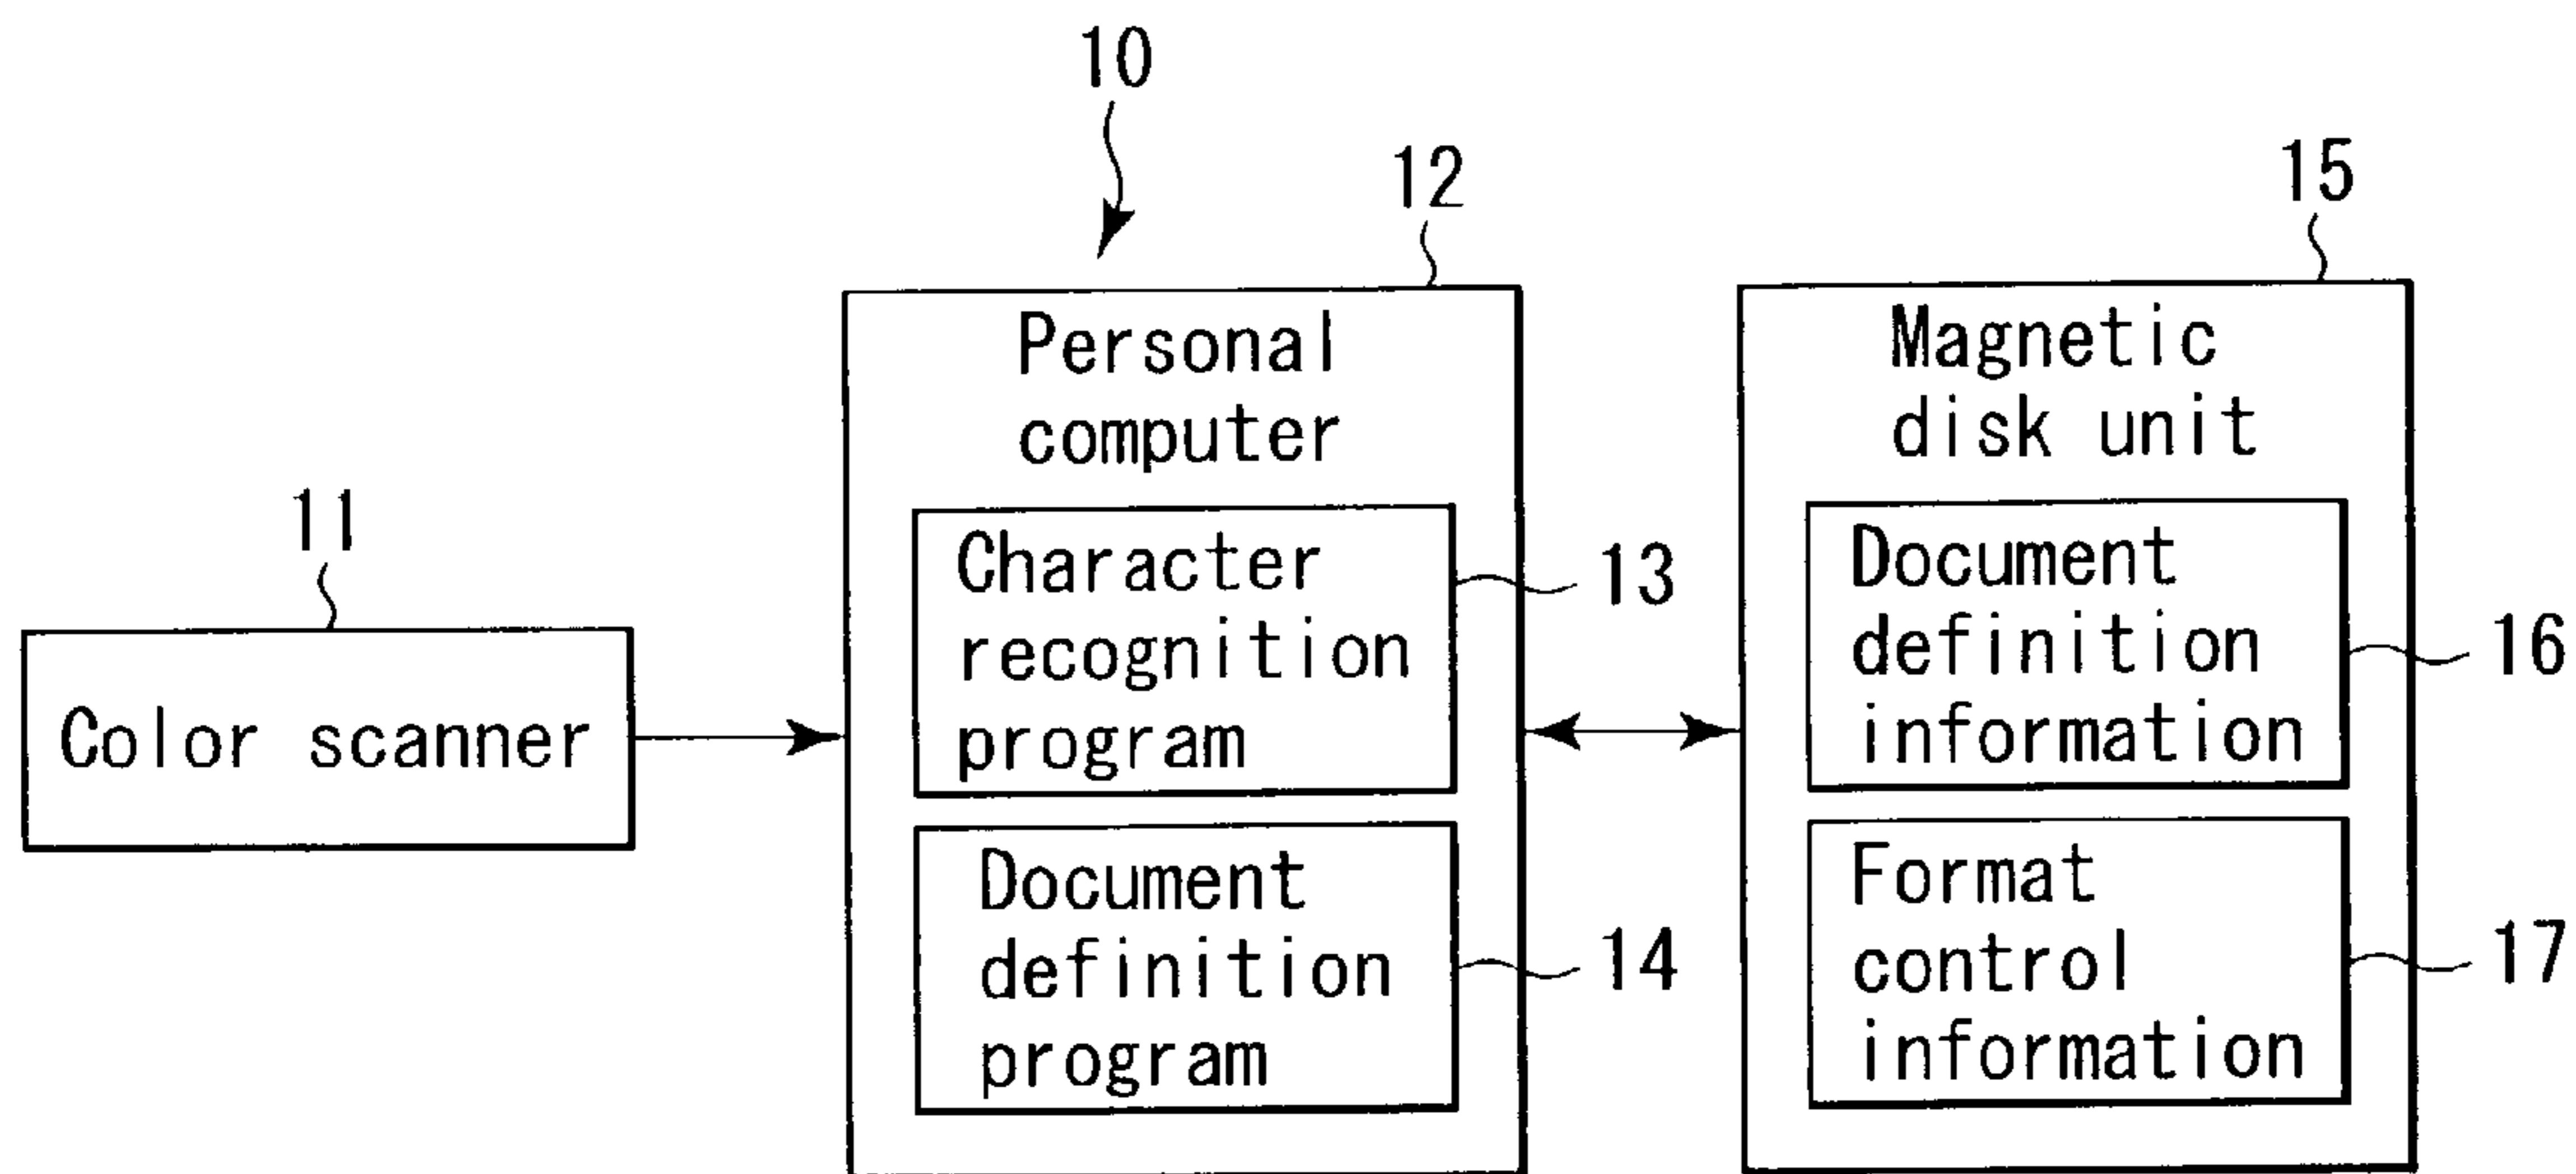 10
12
15
Personal
computer
Magnetic
disk unit
11
Color scanner
Character
recognition
program
13
Document
definition
program
14
Document
definition
information
16
Format
control
information
17